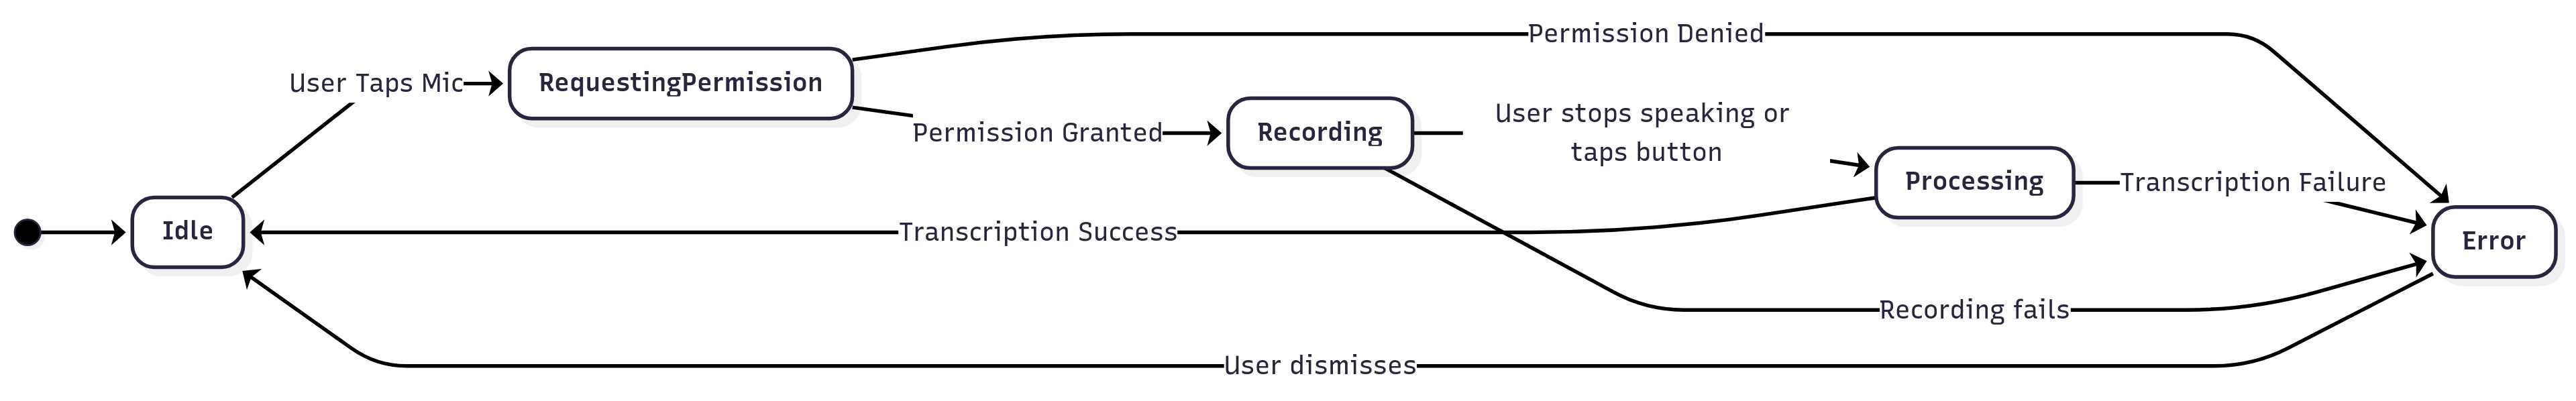 Permission Denied
User Taps Mic
RequestingPermission
Permission Granted
Recording
User stops speaking or
taps button
Processing
Transcription Failure
Idle
Transcription Success
Error
Recording fails
User dismisses